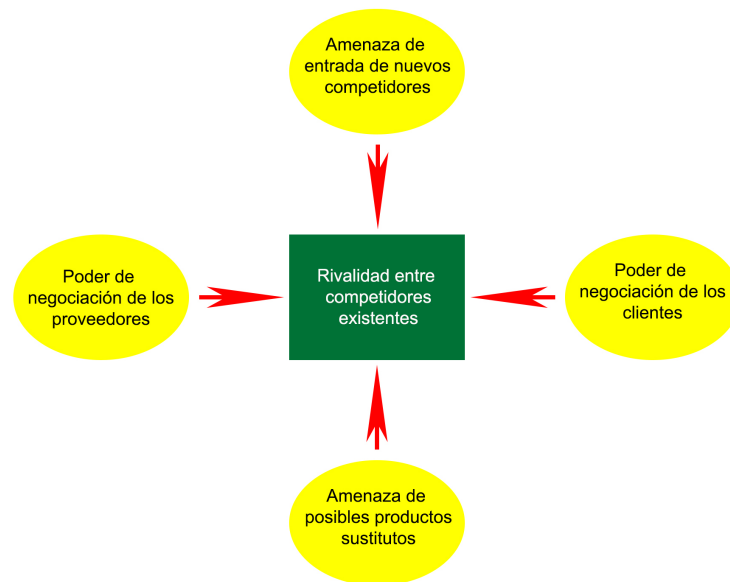 Amenaza de
entrada de nuevos
competidores
Poder de
negociación de los
proveedores
Rivalidad entre
competidores
existentes
Poder de
negociación de los
clientes
Amenaza de
posibles productos
sustitutos